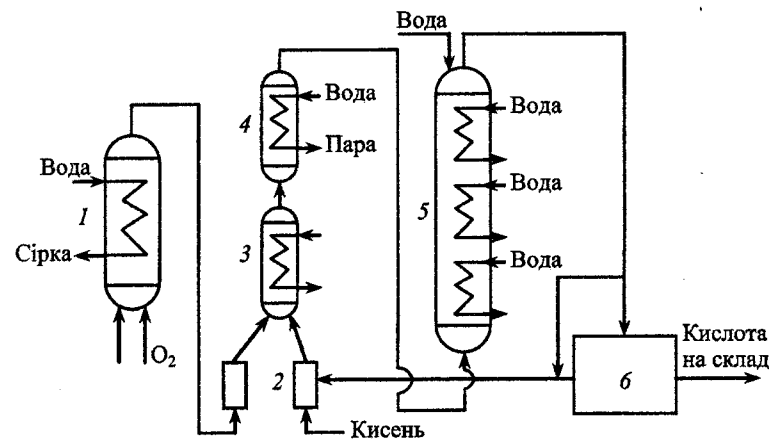 Вода
Вода
4
Пара
Вода
Вода
1
Вода
5
3
Сірка
Вода
O₂
2
Кисень
6
Кислота
на склад